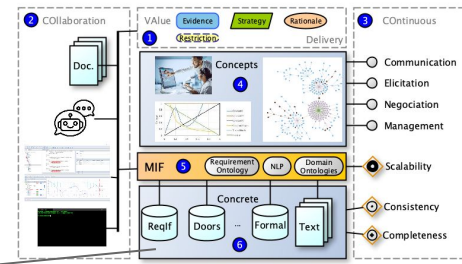 2 COllaboration
VAlue
Evidence
Strategy
Rationale
1
Restriction
Delivery
3 COntinuous
Doc.
Concepts
4
Communication
Elicitation
Negociation
Management
MIF
5
Requirement
Ontology
NLP
Domain
Ontologies
Scalability
Concrete
ReqIf
Doors
...
Formal
Text
6
Consistency
Completeness